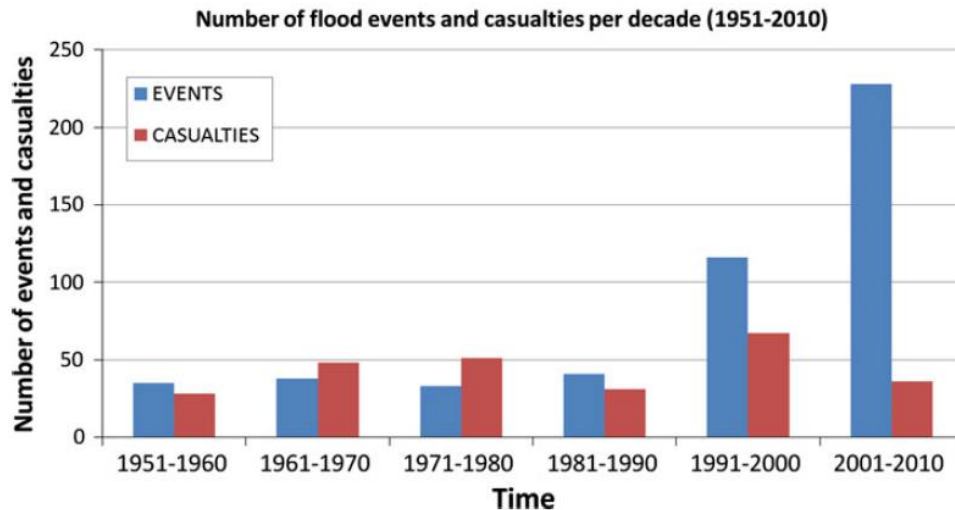 Number of flood events and casualties per decade (1951-2010)
Number of events and casualties
250
200
150
100
50
0
EVENTS
CASUALTIES
1951-1960 1961-1970 1971-1980 1981-1990 1991-2000 2001-2010
Time